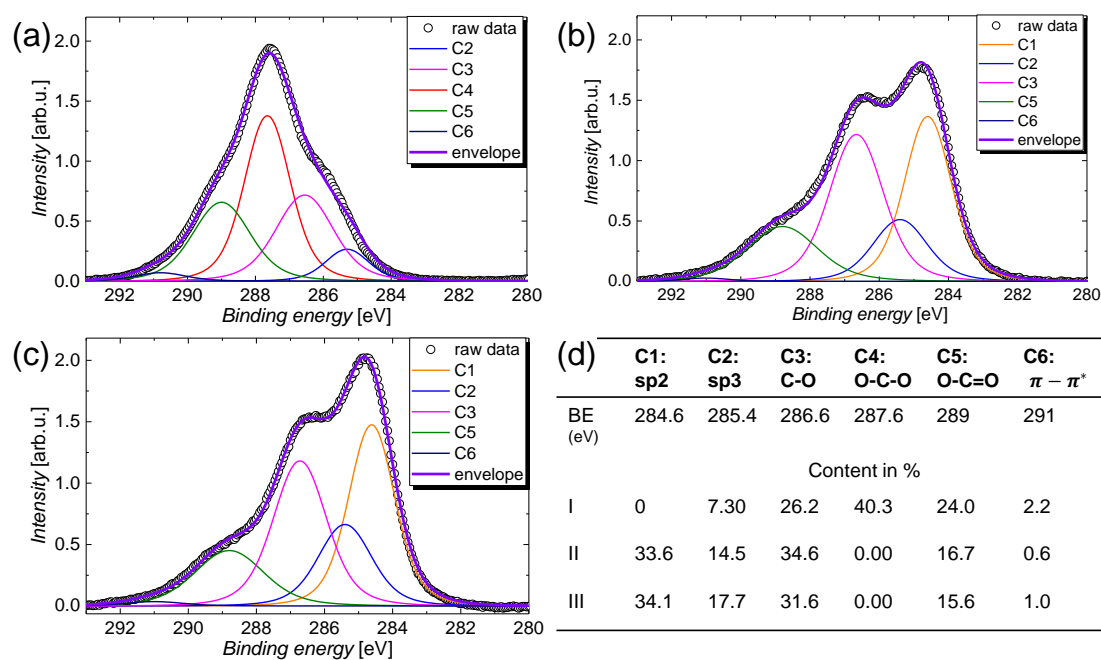 (a)
2.0
1.5
1.0
0.5
0.0
Intensity [arb.u.]
raw data
C2
C3
C4
C5
C6
envelope
292 290 288 286 284 282 280
Binding energy [eV]
(b)
2.0
1.5
1.0
0.5
0.0
Intensity [arb.u.]
raw data
C1
C2
C3
C5
C6
envelope
292 290 288 286 284 282 280
Binding energy [eV]
(c)
2.0
1.5
1.0
0.5
0.0
Intensity [arb.u.]
raw data
C1
C2
C3
C5
C6
envelope
292 290 288 286 284 282 280
Binding energy [eV]
(d)
C1: C2: C3: C4: C5: C6:
sp2 sp3 C-O O-C-O O-C=O π − π*
BE 284.6 285.4 286.6 287.6 289 291
(eV)
Content in %
I 0 7.30 26.2 40.3 24.0 2.2
II 33.6 14.5 34.6 0.00 16.7 0.6
III 34.1 17.7 31.6 0.00 15.6 1.0